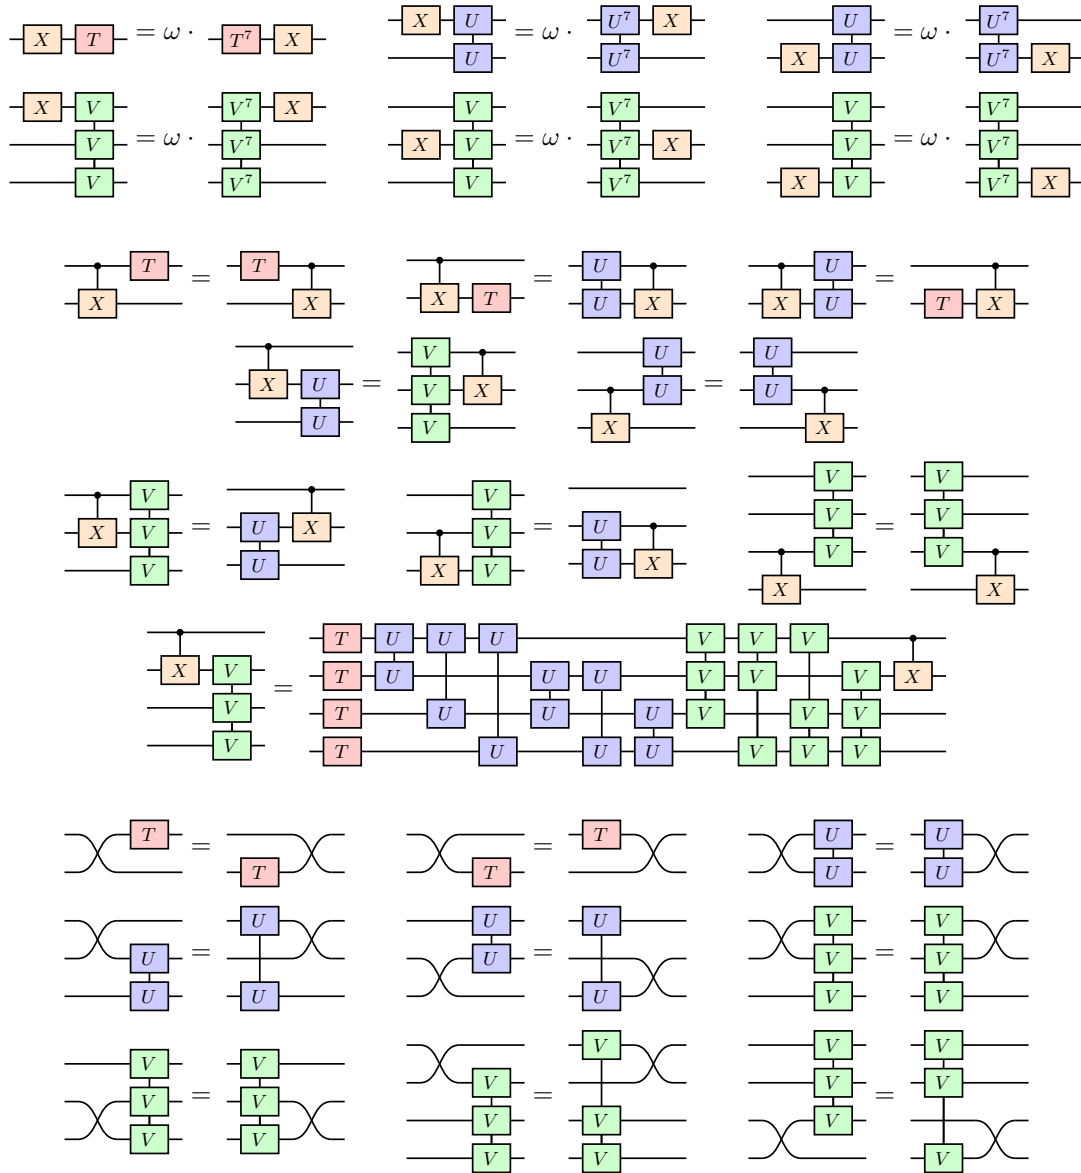 X T = ω · T⁷ X
X U U = ω · U⁷ X U⁷
U X U = ω · U⁷ U⁷ X
X V V V = ω · V⁷ X V⁷ V⁷
V X V V = ω · V⁷ V⁷ X V⁷
V V X V = ω · V⁷ V⁷ V⁷ X
T X = T X
X T = U U X
X U U = T X
X U U = V V X V
U U X = U U X
V X V V = U X U
V V X V = U U X
V V V X = V V V X
X V V V = T U U U V V V T U U U V V V X T U U U V V V T U U U V V V
T = T
T = T
U U = U U
U U = U U
U U = U U
V V V = V V V
V V V = V V V
V V V = V V V
V V V = V V V